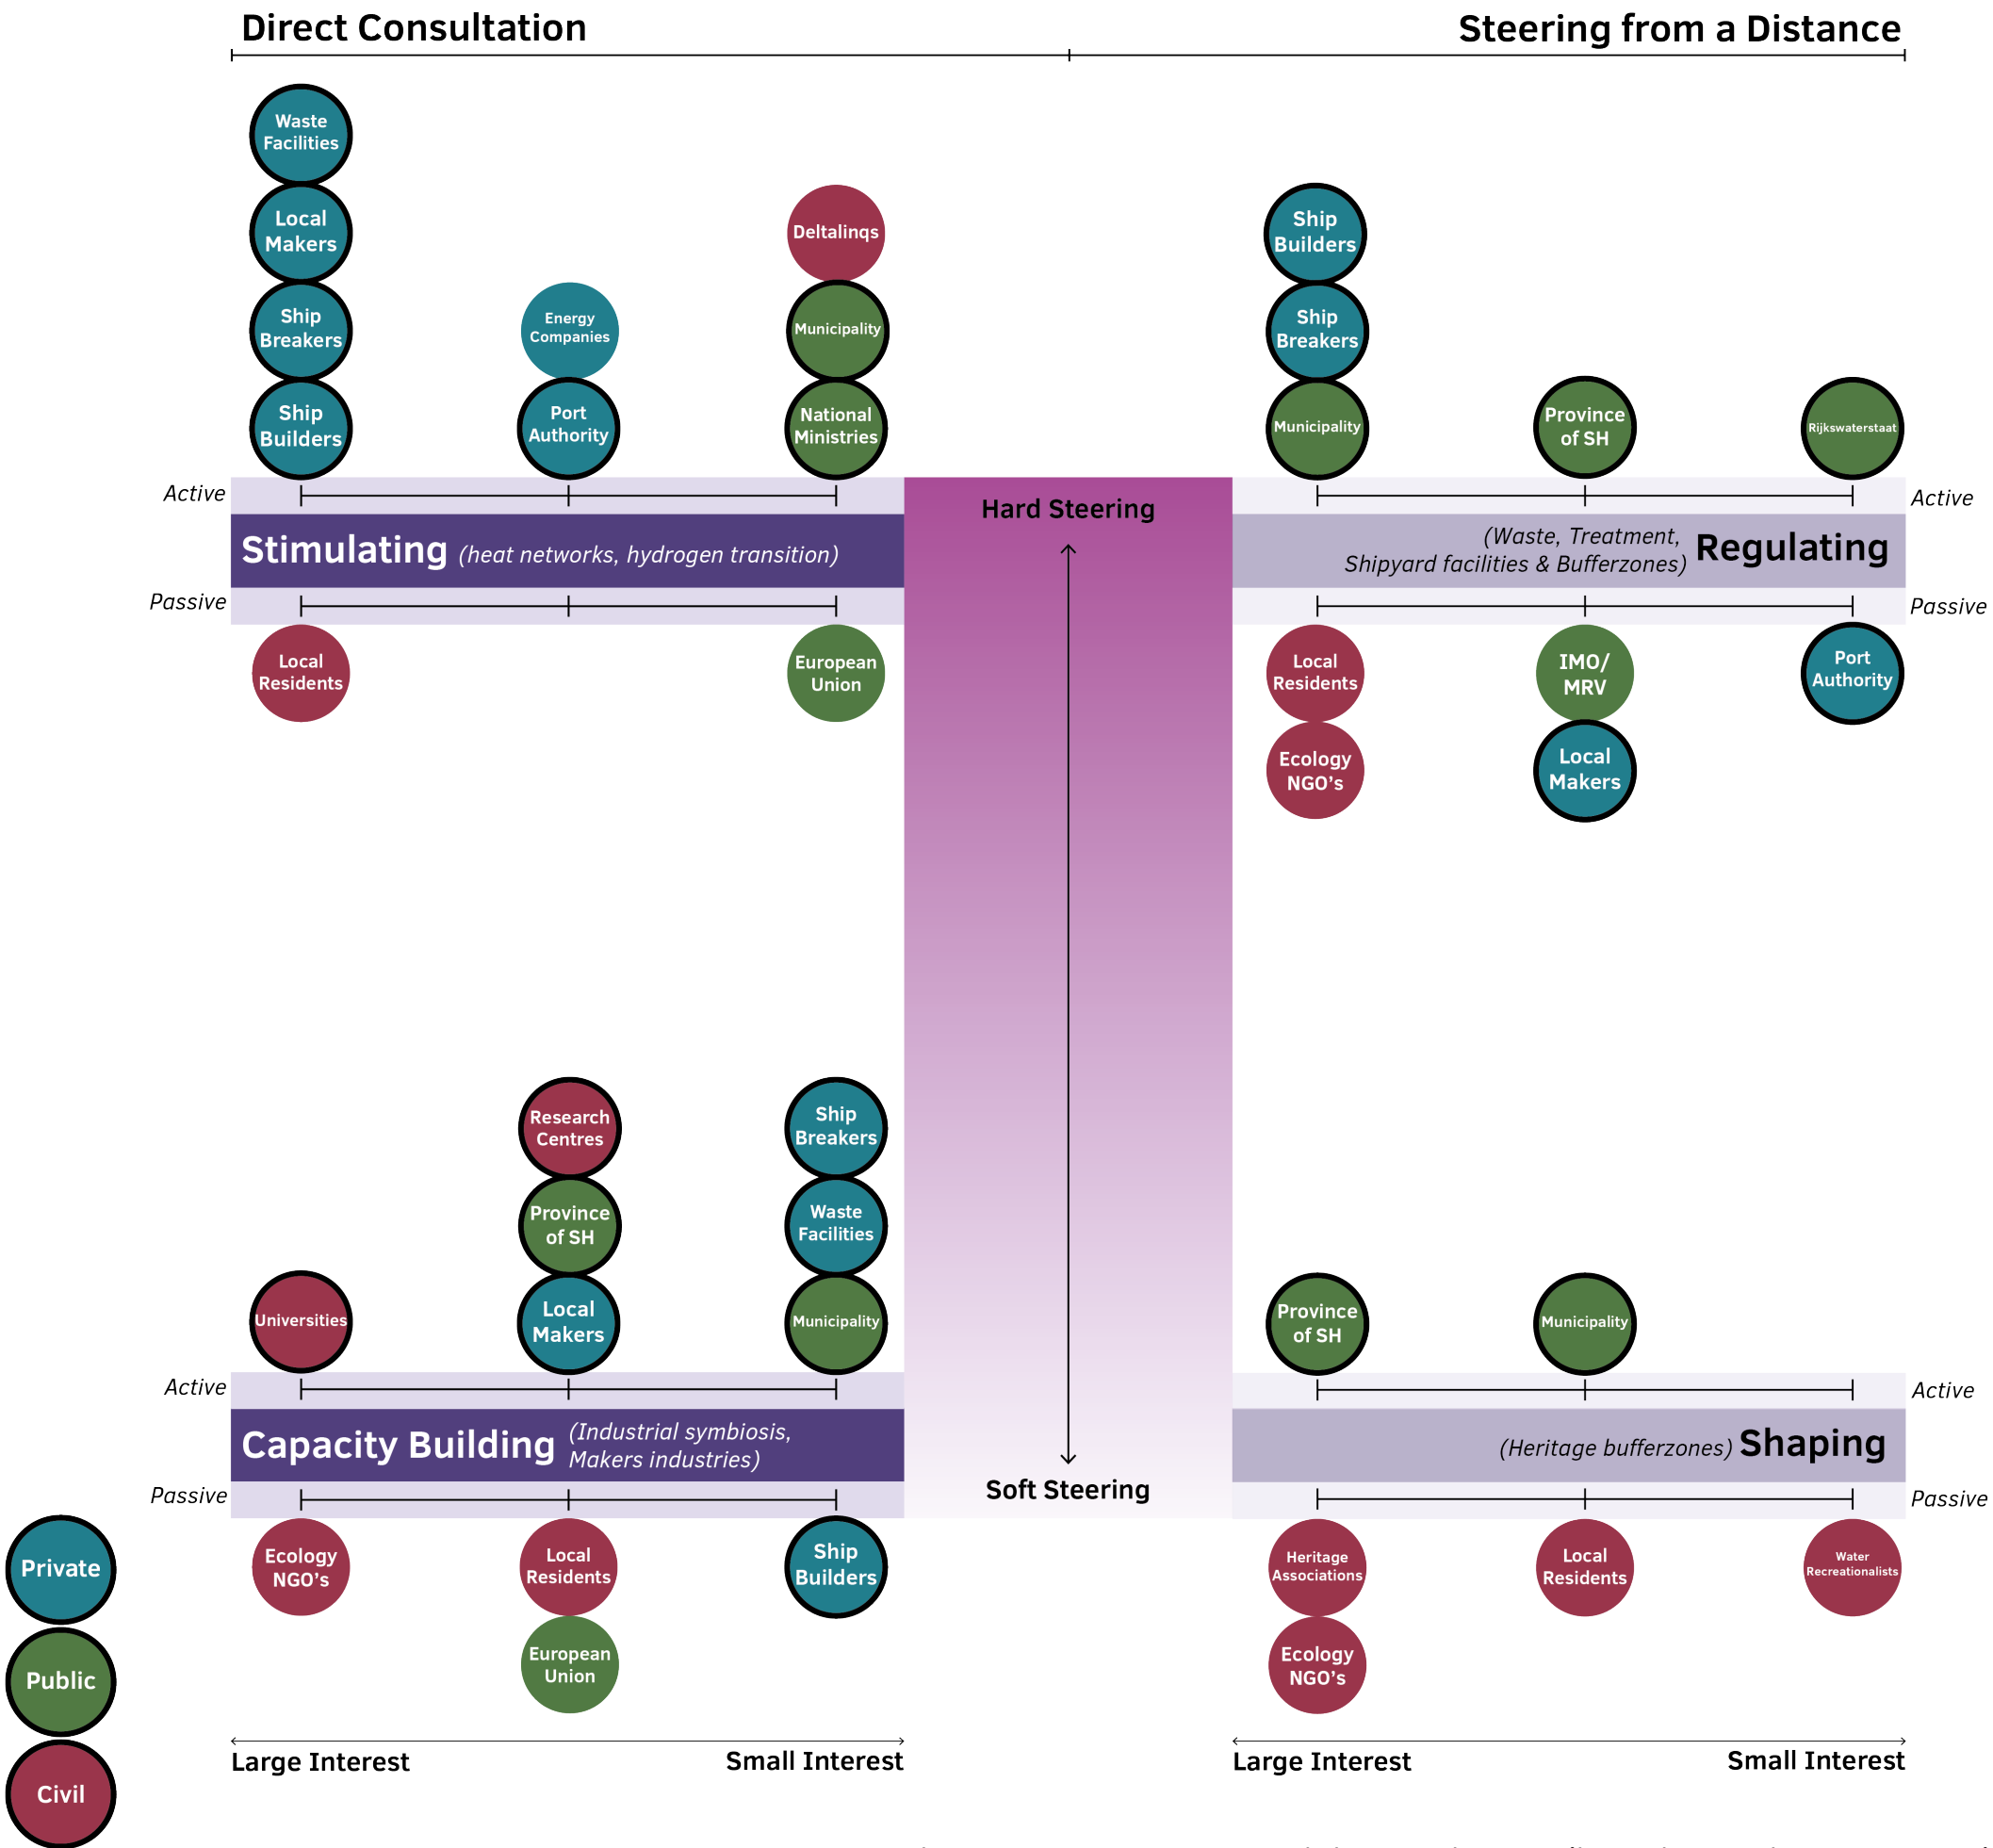 Direct Consultation
Steering from a Distance
Waste
Facilities
Local
Makers
Ship
Breakers
Ship
Builders
Energy
Companies
Port
Authority
Deltalinqs
Municipality
National
Ministries
Ship
Builders
Ship
Breakers
Municipality
Province
of SH
Rijkswaterstaat
Active
Stimulating (heat networks, hydrogen transition)
Passive
Local
Residents
European
Union
Hard Steering
Active
(Waste, Treatment,
Shipyard facilities & Bufferzones) Regulating
Passive
Local
Residents
Ecology
NGO's
IMO/
MRV
Local
Makers
Port
Authority
Universities
Research
Centres
Province
of SH
Local
Makers
Ship
Breakers
Waste
Facilities
Municipality
Province
of SH
Municipality
Active
Capacity Building (Industrial symbiosis,
Makers industries)
Passive
Ecology
NGO's
Local
Residents
European
Union
Ship
Builders
Soft Steering
Active
(Heritage bufferzones) Shaping
Passive
Heritage
Associations
Ecology
NGO's
Local
Residents
Water
Recreationalists
Private
Public
Civil
Large Interest
Small Interest
Large Interest
Small Interest